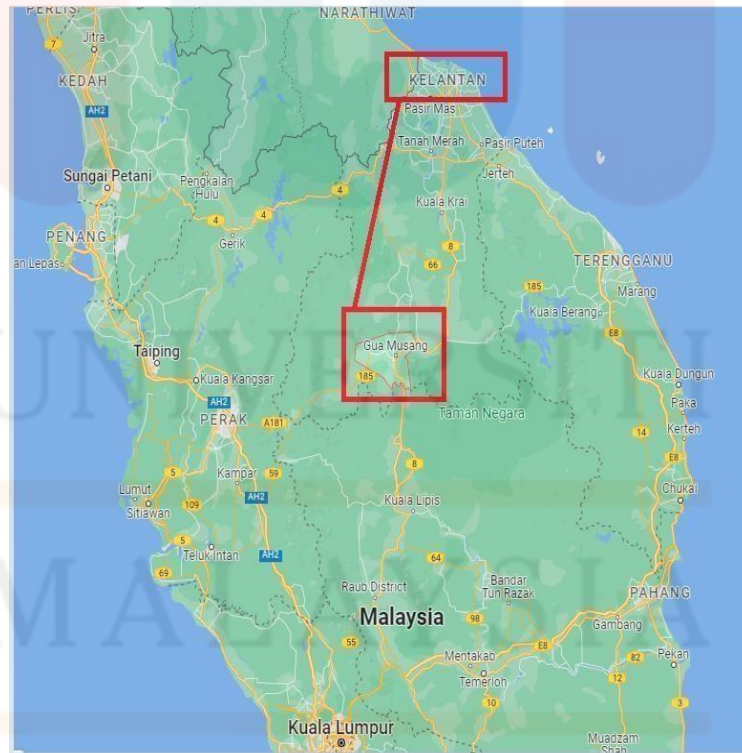 PERLIS
NARATHIWAT
Jitra
7
KEDAH
KELANTAN
AH2
Pasir Mas
Tanah Merah
Pasir Puteh
Sungai Petani
Pengkalan
Hulu
4
Jerteh
Kuala Krai
4
4
PENANG
Gerik
8
an Lepas
66
TERENGGANU
185
Marang
Kuala Berang
E8
UNIVERSITI
Taiping
Gua Musang
185
Kuala Kangsar
Kuala Dungun
AH2
PERAK
A181
Taman Negara
Paka
Kerteh
14
E8
8
Kampar
59
5
Lumut
109
AH2
Chukai
Sitiawan
Kuala Lipis
5
Teluk Intan
AH2
64
69
Raub District
Bandar
Tun Razak
PAHANG
MALAYSIA
Malaysia
98
Gambang
55
E8
82
Mentakab
Pekan
Temerloh
12
10
3
Kuala Lumpur
Muadzam
Shah